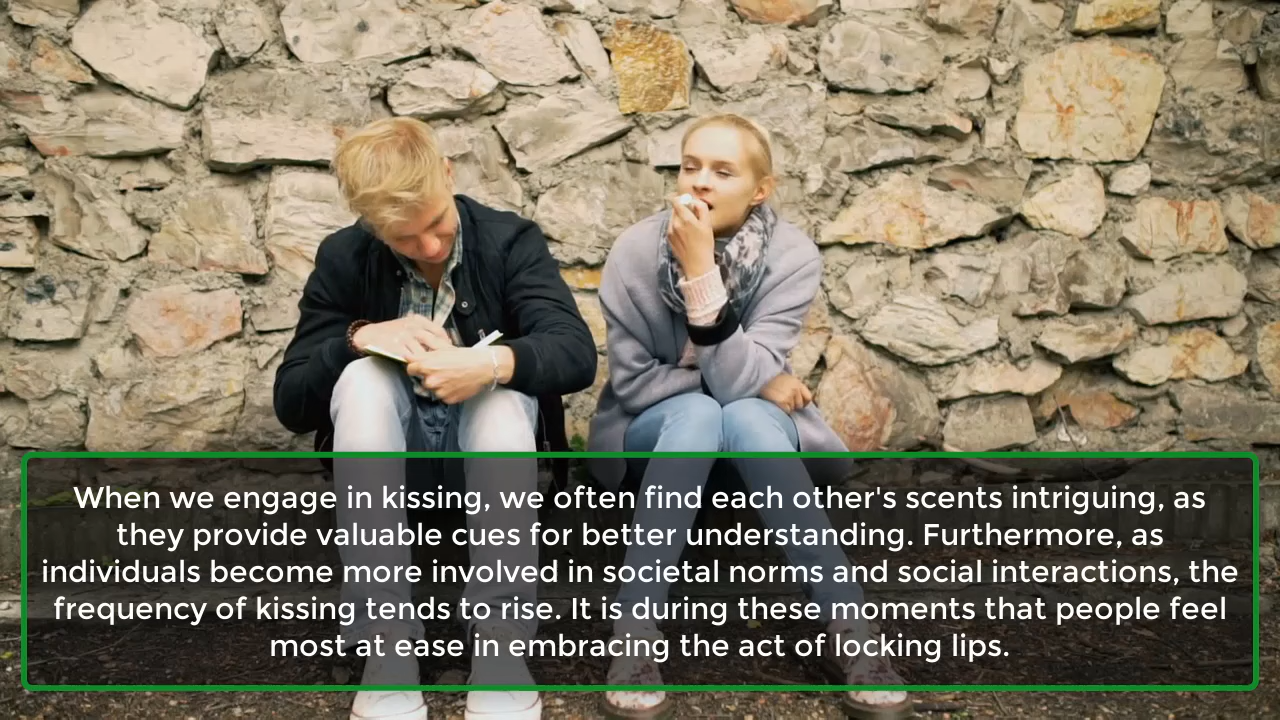 When we engage in kissing, we often find each other's scents intriguing, as
they provide valuable cues for better understanding. Furthermore, as
individuals become more involved in societal norms and social interactions, the
frequency of kissing tends to rise. It is during these moments that people feel
most at ease in embracing the act of locking lips.